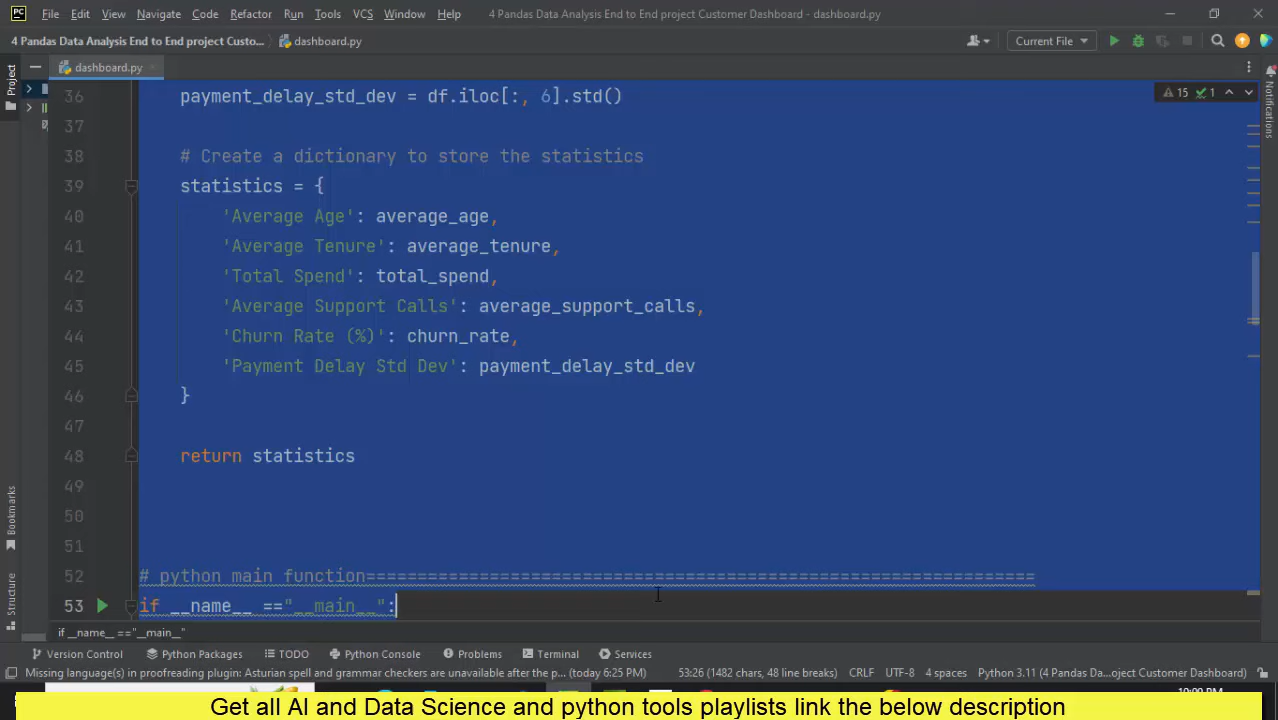 PC File Edit View Navigate Code Refactor Run Tools VCS Window Help 4 Pandas Data Analysis End to End project Customer Dashboard - dashboard.py
4 Pandas Data Analysis End to End project Custo... dashboard.py Current File
Project dashboard.py
15 1
Notifications
36 payment_delay_std_dev = df.iloc[:, 6].std()
37
38 # Create a dictionary to store the statistics
39 statistics = {
40 'Average Age': average_age,
41 'Average Tenure': average_tenure,
42 'Total Spend': total_spend,
43 'Average Support Calls': average_support_calls,
44 'Churn Rate (%)': churn_rate,
45 'Payment Delay Std Dev': payment_delay_std_dev
46 }
47
48 return statistics
49
50
51
52 # python main function=================================================================
53 if __name__ =="__main__":
Bookmarks
Structure
if __name__ =="__main__"
Version Control Python Packages TODO Python Console Problems Terminal Services
Missing language(s) in proofreading plugin: Asturian spell and grammar checkers are unavailable after the p... (today 6:25 PM) 53:26 (1482 chars, 48 line breaks) CRLF UTF-8 4 spaces Python 3.11 (4 Pandas Da...oject Customer Dashboard)
Get all AI and Data Science and python tools playlists link the below description